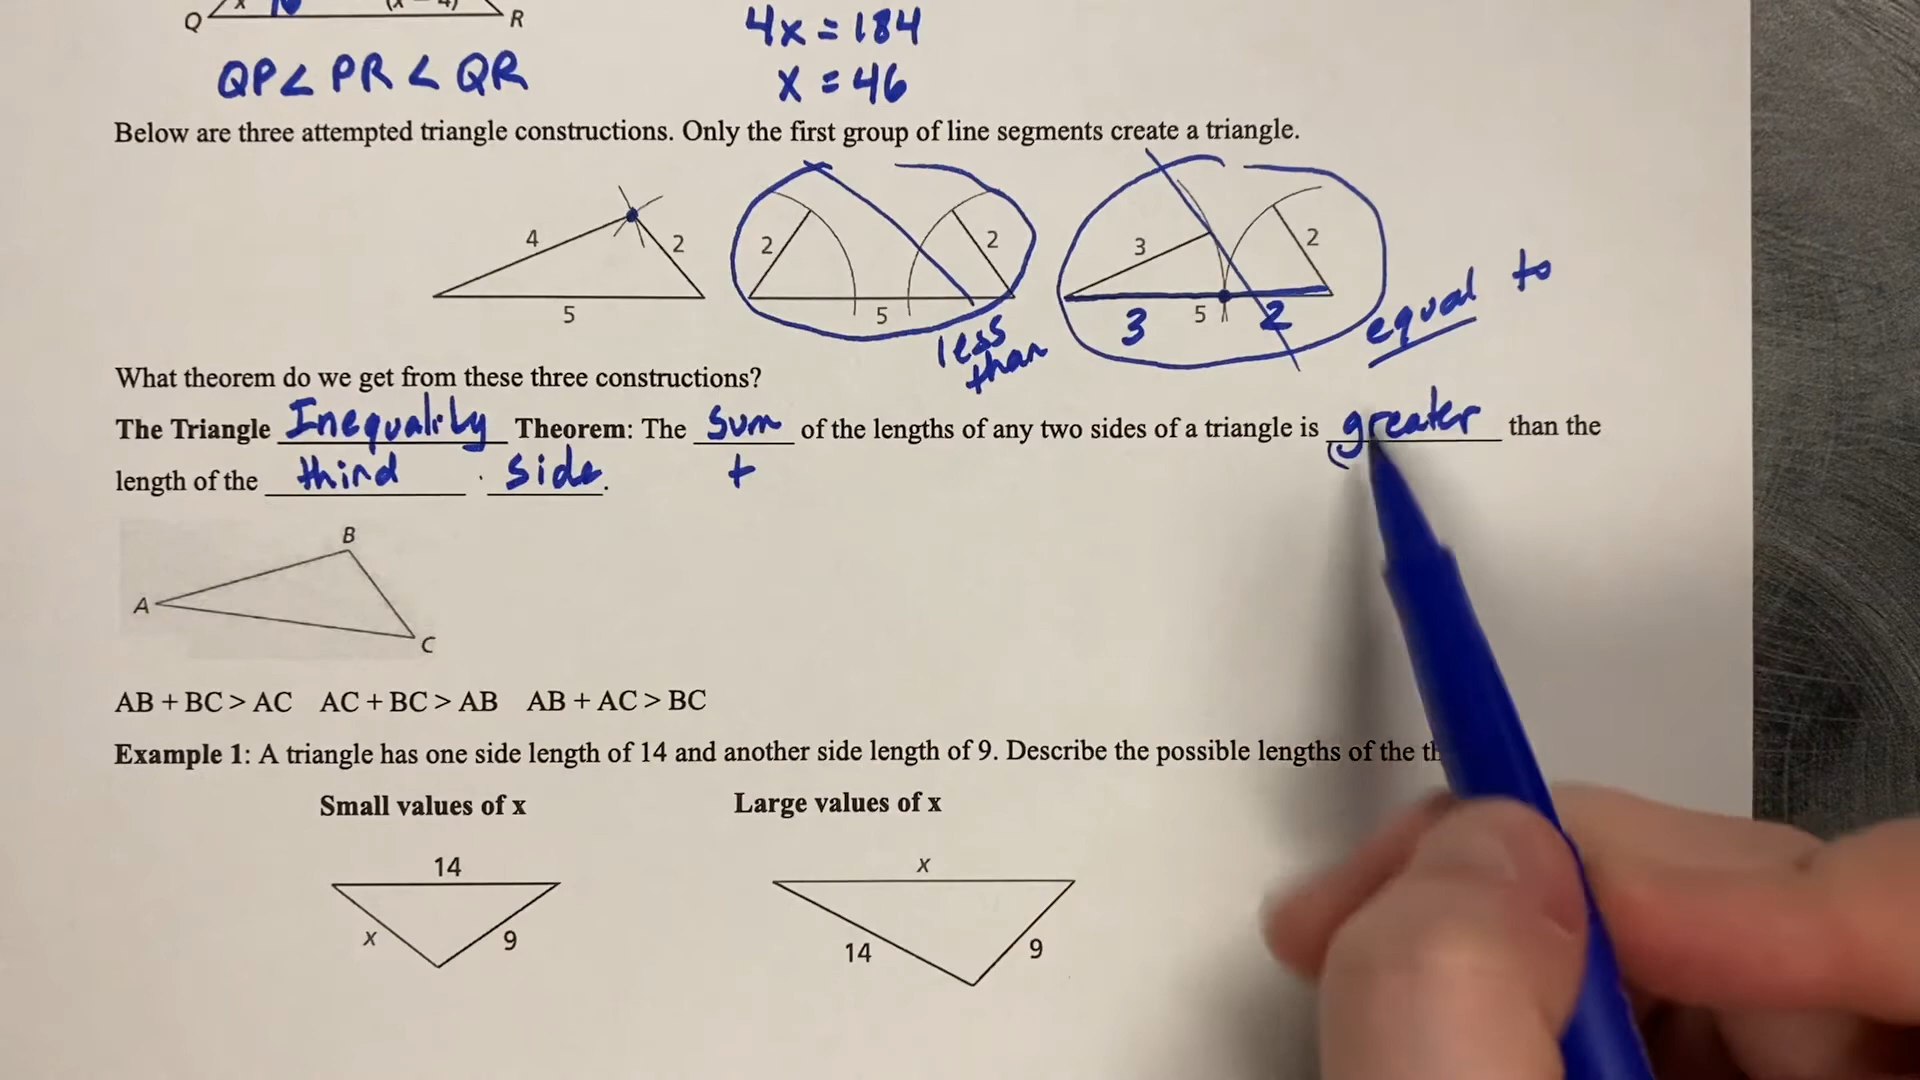 Q R
QP < PR < QR
4x = 184
x = 46
Below are three attempted triangle constructions. Only the first group of line segments create a triangle.
4 2 5
2 5 2
less than
3 2 5
3 2
equal to
What theorem do we get from these three constructions?
The Triangle Inequality Theorem: The sum of the lengths of any two sides of a triangle is greater than the
length of the third side.
+
B
A
C
AB + BC > AC AC + BC > AB AB + AC > BC
Example 1: A triangle has one side length of 14 and another side length of 9. Describe the possible lengths of the
Small values of x Large values of x
14 x
x 9 14 9